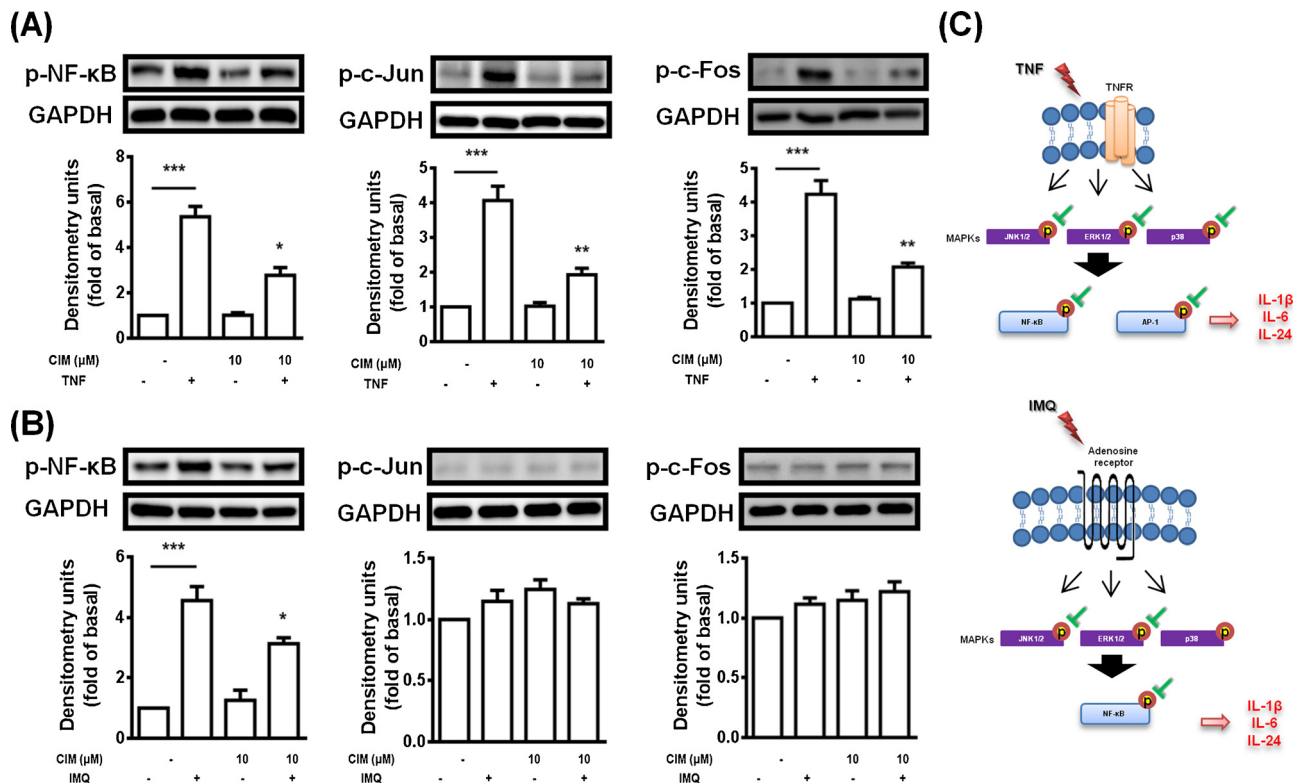 (A)
p-NF-κB
GAPDH
Densitometry units
(fold of basal)
8
6
4
2
0
***
*
CIM (μM) - - 10 10
TNF - + - +
p-c-Jun
GAPDH
Densitometry units
(fold of basal)
5
4
3
2
1
0
***
**
- 10 10
TNF - + - +
p-c-Fos
GAPDH
Densitometry units
(fold of basal)
5
4
3
2
1
0
***
**
CIM (μM) - 10 10
TNF - + - +
(B)
p-NF-κB
GAPDH
Densitometry units
(fold of basal)
6
4
2
0
***
*
CIM (μM) - 10 10
IMQ - + - +
p-c-Jun
GAPDH
Densitometry units
(fold of basal)
1.5
1.0
0.5
0.0
CIM (μM) - 10 10
IMQ - + - +
p-c-Fos
GAPDH
Densitometry units
(fold of basal)
1.5
1.0
0.5
0.0
CIM (μM) - 10 10
IMQ - + - +
(C)
TNF
TNFR
MAPKs JNK1/2 p ERK1/2 p p38 p
NF-κB p AP-1 p
IL-1β
IL-6
IL-24
IMQ
Adenosine
receptor
MAPKs JNK1/2 p ERK1/2 p p38 p
NF-κB p
IL-1β
IL-6
IL-24